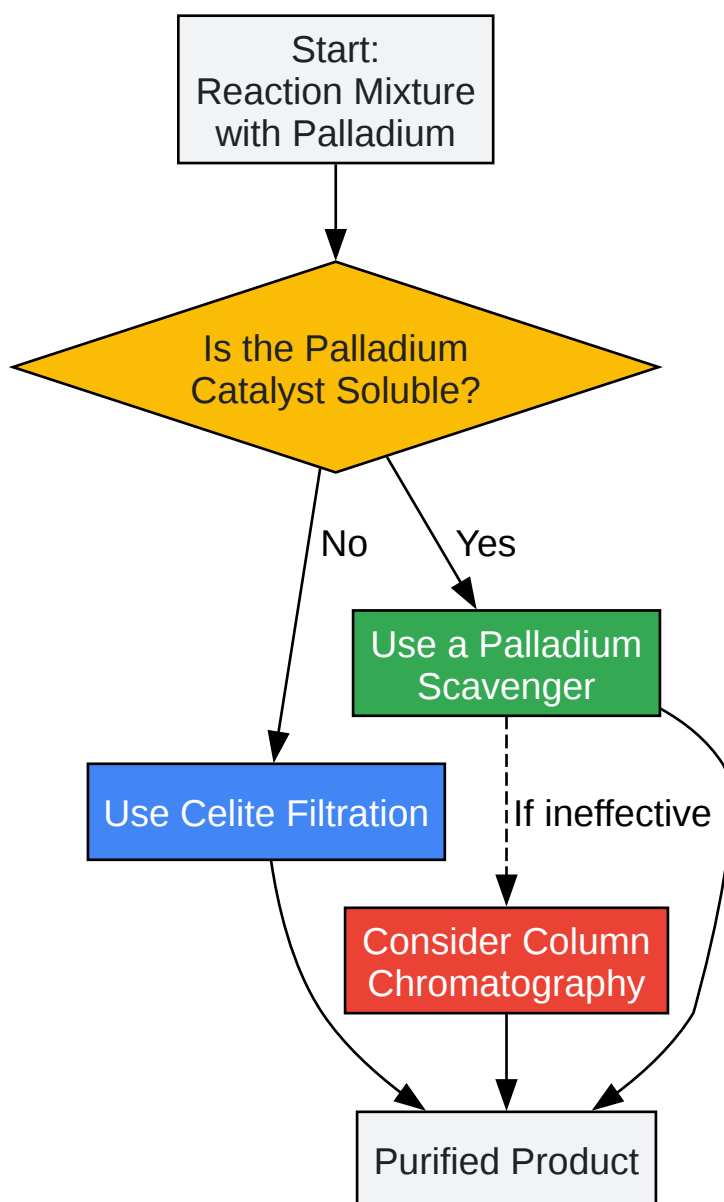 Start:
Reaction Mixture
with Palladium
Is the Palladium
Catalyst Soluble?
No
Yes
Use a Palladium
Scavenger
Use Celite Filtration
If ineffective
Consider Column
Chromatography
Purified Product